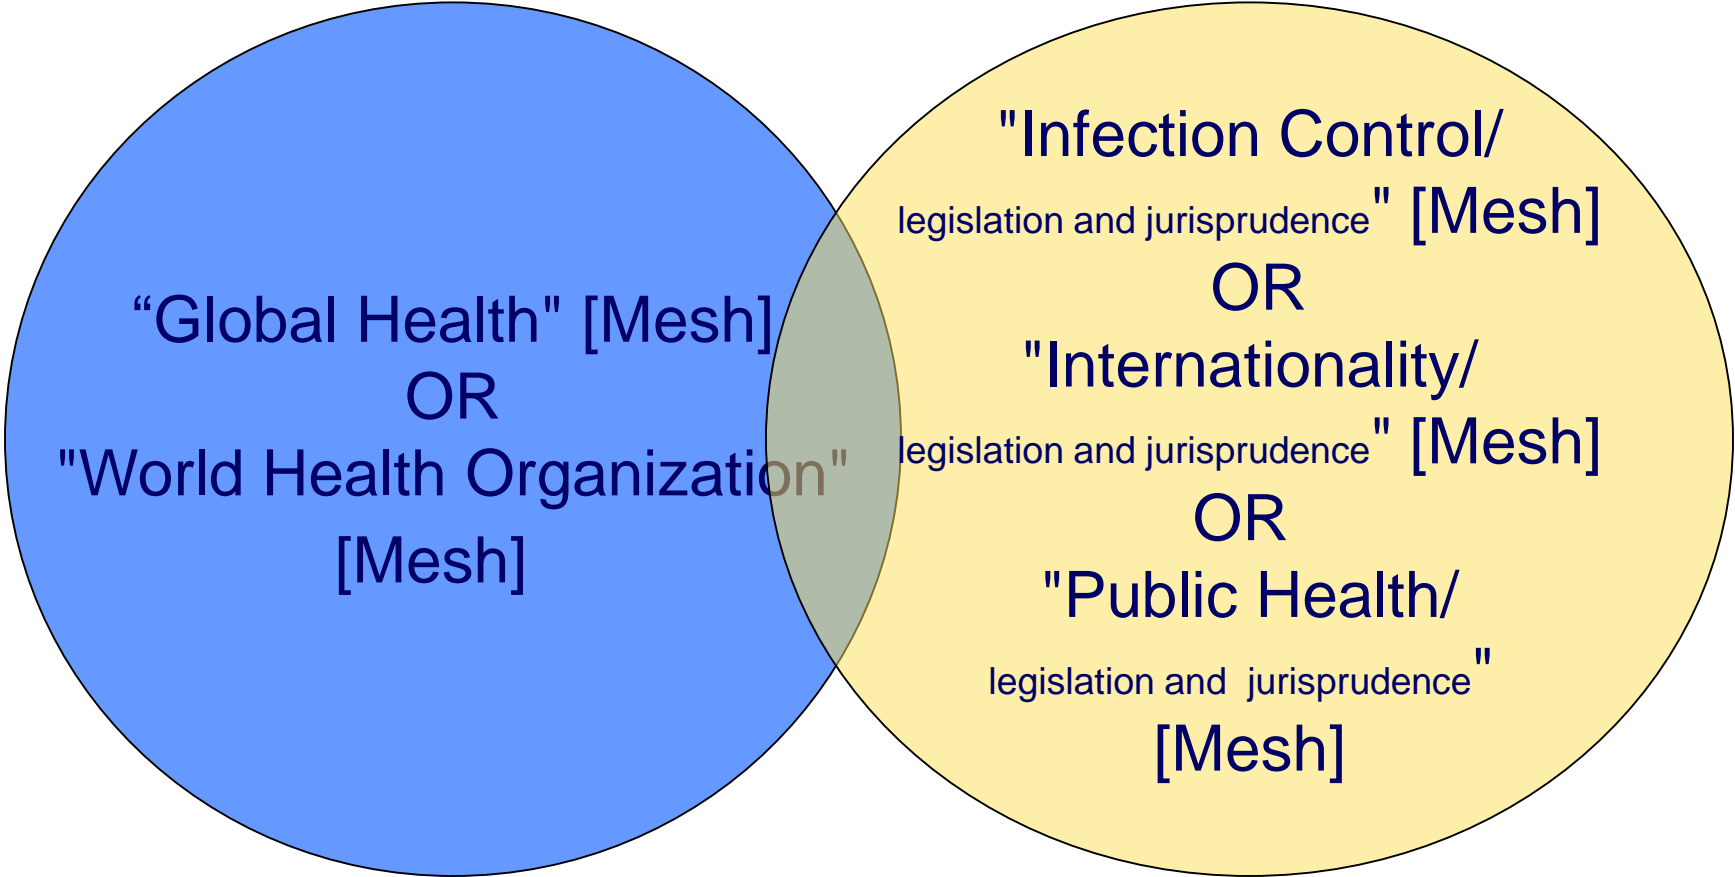 “Global Health" [Mesh]
OR
"World Health Organization"
[Mesh]
"Infection Control/
legislation and jurisprudence" [Mesh]
OR
"Internationality/
legislation and jurisprudence" [Mesh]
OR
"Public Health/
legislation and  jurisprudence"
[Mesh]